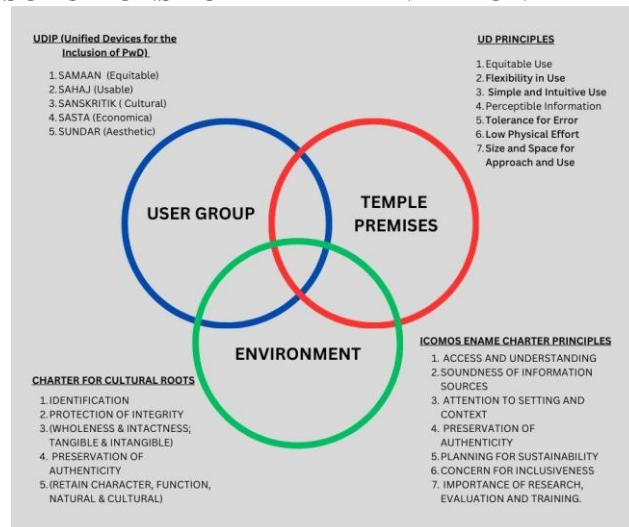 UDIP (Unified Devices for the
Inclusion of PwD)
1. SAMAAN (Equitable)
2. SAHAJ (Usable)
3. SANSKRITIK ( Cultural)
4. SASTA (Economica)
5. SUNDAR (Aesthetic)
UD PRINCIPLES
1. Equitable Use
2. Flexibility in Use
3. Simple and Intuitive Use
4. Perceptible Information
5. Tolerance for Error
6. Low Physical Effort
7. Size and Space for
Approach and Use
USER GROUP
TEMPLE
PREMISES
ENVIRONMENT
CHARTER FOR CULTURAL ROOTS
1. IDENTIFICATION
2. PROTECTION OF INTEGRITY
3. (WHOLENESS & INTACTNESS;
TANGIBLE & INTANGIBLE)
4. PRESERVATION OF
AUTHENTICITY
5. (RETAIN CHARACTER, FUNCTION,
NATURAL & CULTURAL)
ICOMOS ENAME CHARTER PRINCIPLES
1. ACCESS AND UNDERSTANDING
2. SOUNDNESS OF INFORMATION
SOURCES
3. ATTENTION TO SETTING AND
CONTEXT
4. PRESERVATION OF
AUTHENTICITY
5. PLANNING FOR SUSTAINABILITY
6. CONCERN FOR INCLUSIVENESS
7. IMPORTANCE OF RESEARCH,
EVALUATION AND TRAINING.